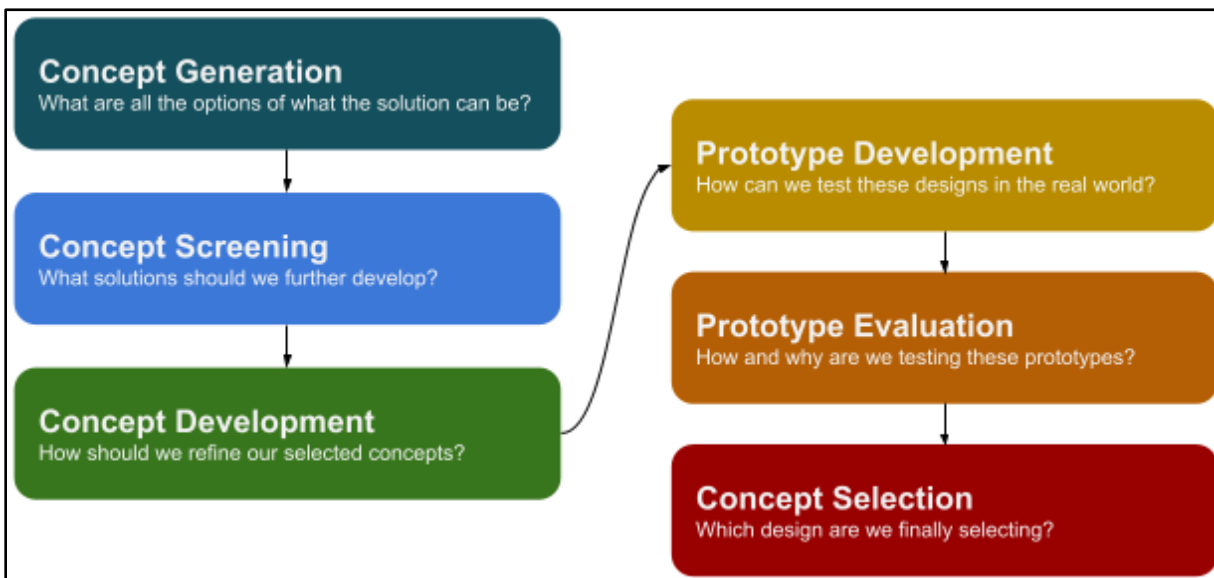 Concept Generation
What are all the options of what the solution can be?
Concept Screening
What solutions should we further develop?
Concept Development
How should we refine our selected concepts?
Prototype Development
How can we test these designs in the real world?
Prototype Evaluation
How and why are we testing these prototypes?
Concept Selection
Which design are we finally selecting?